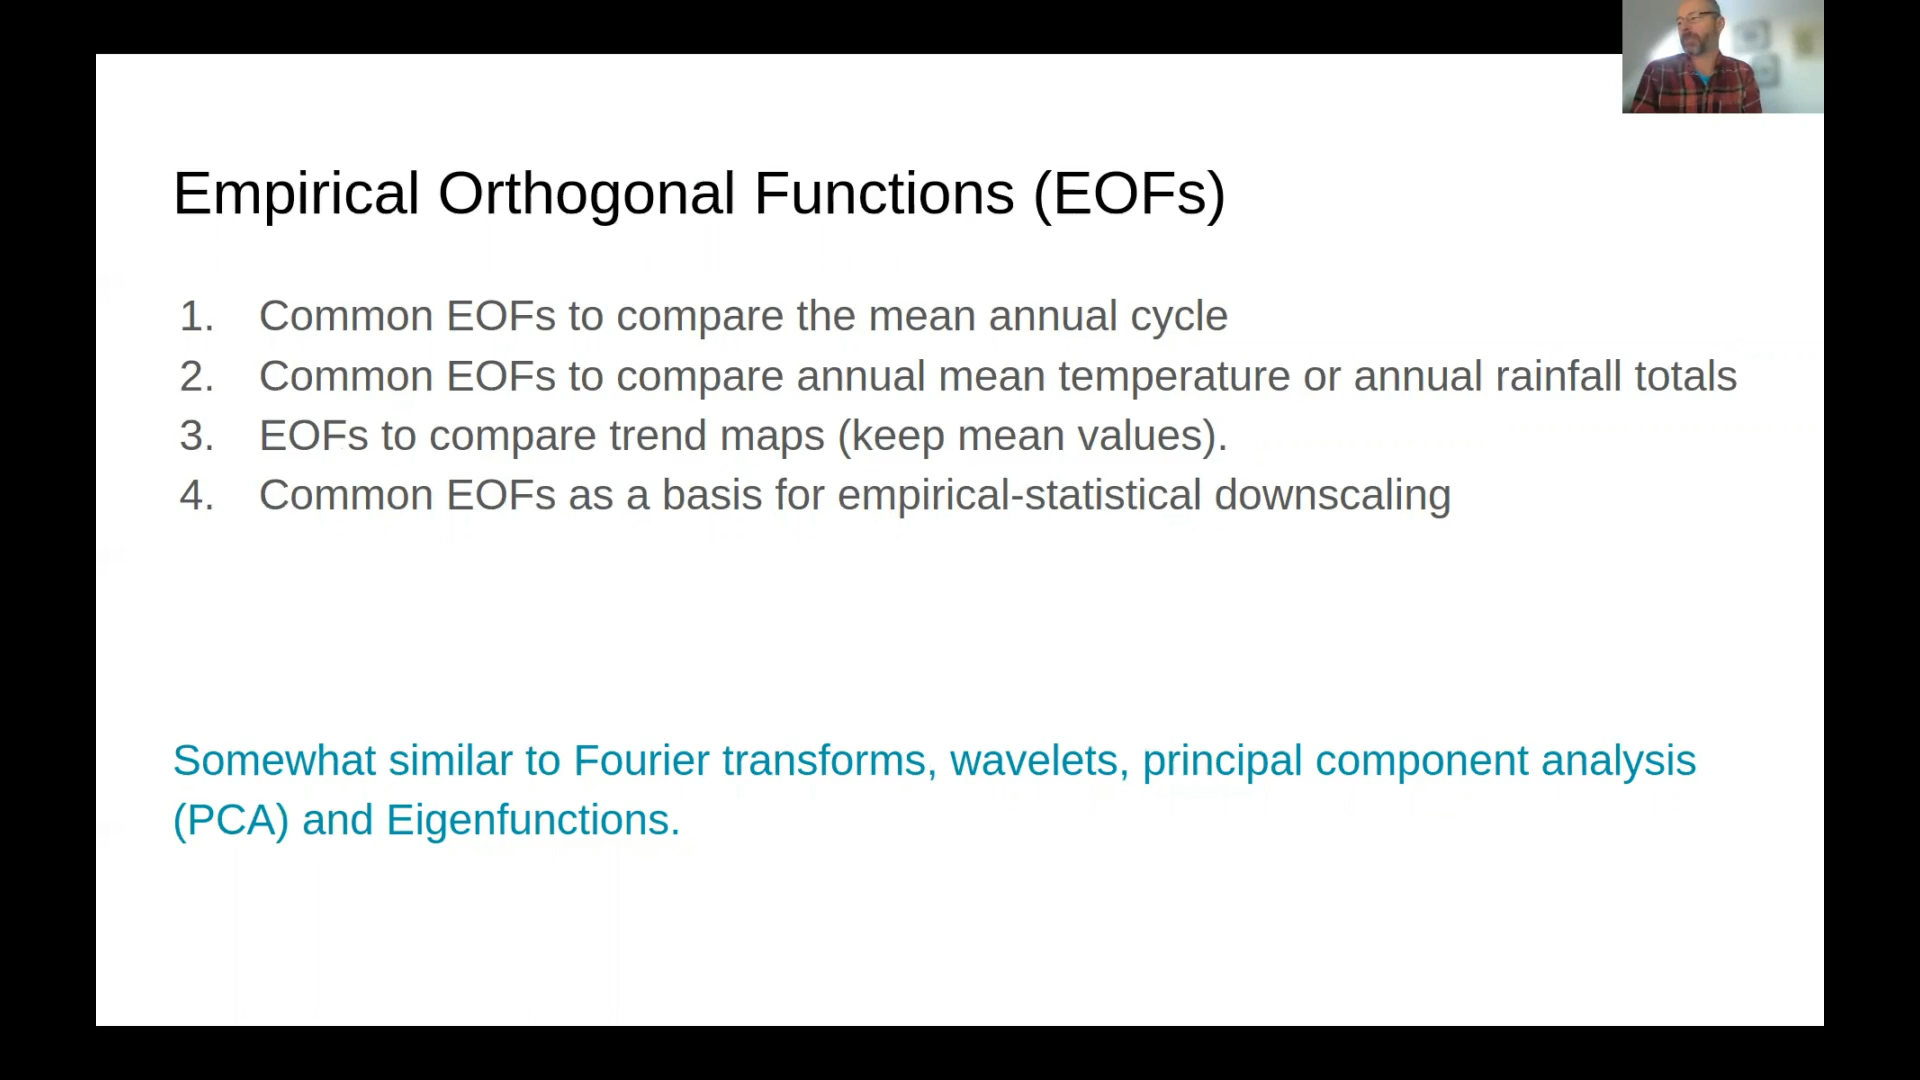 Empirical Orthogonal Functions (EOFs)
1. Common EOFs to compare the mean annual cycle
2. Common EOFs to compare annual mean temperature or annual rainfall totals
3. EOFs to compare trend maps (keep mean values).
4. Common EOFs as a basis for empirical-statistical downscaling
Somewhat similar to Fourier transforms, wavelets, principal component analysis
(PCA) and Eigenfunctions.